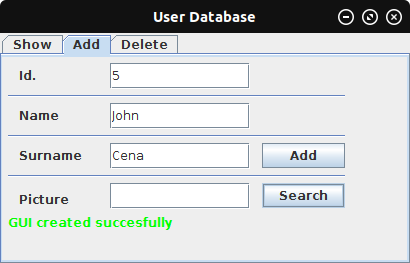 User Database
Show Add Delete
Id. 5
Name John
Surname Cena Add
Picture Search
GUI created succesfully